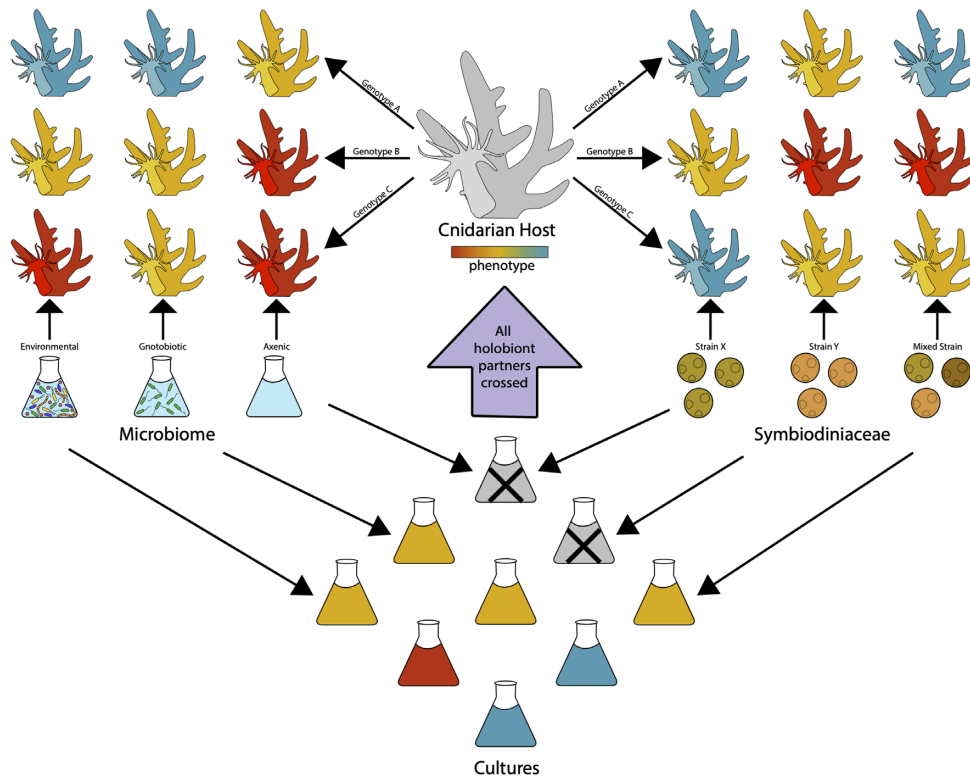 Genotype A
Genotype A
Genotype B
Genotype B
Genotype C
Genotype C
Cnidarian Host
phenotype
All
holobiont
partners
crossed
Environmental
Gnotobiotic
Axenic
Strain X
Strain Y
Mixed Strain
Microbiome
Symbiodiniaceae
Cultures